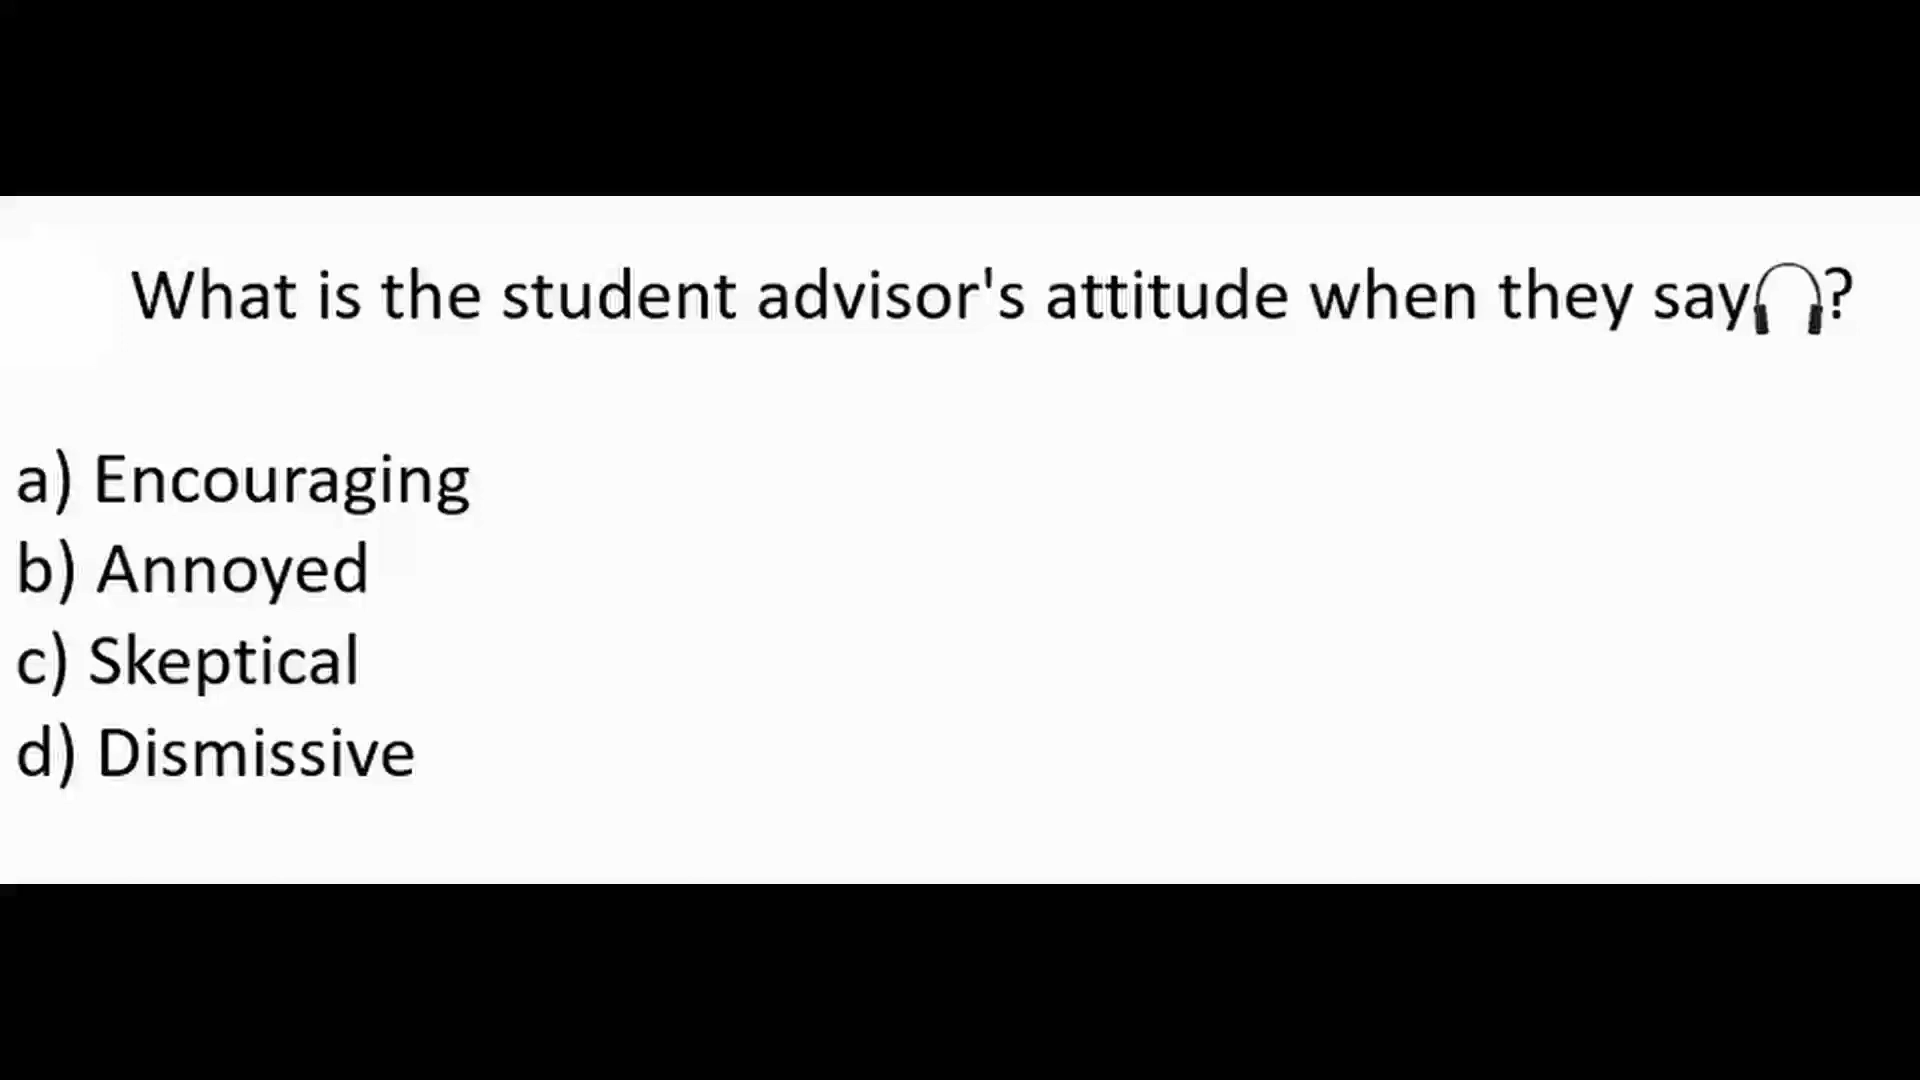 What is the student advisor's attitude when they say🎧?
a) Encouraging
b) Annoyed
c) Skeptical
d) Dismissive